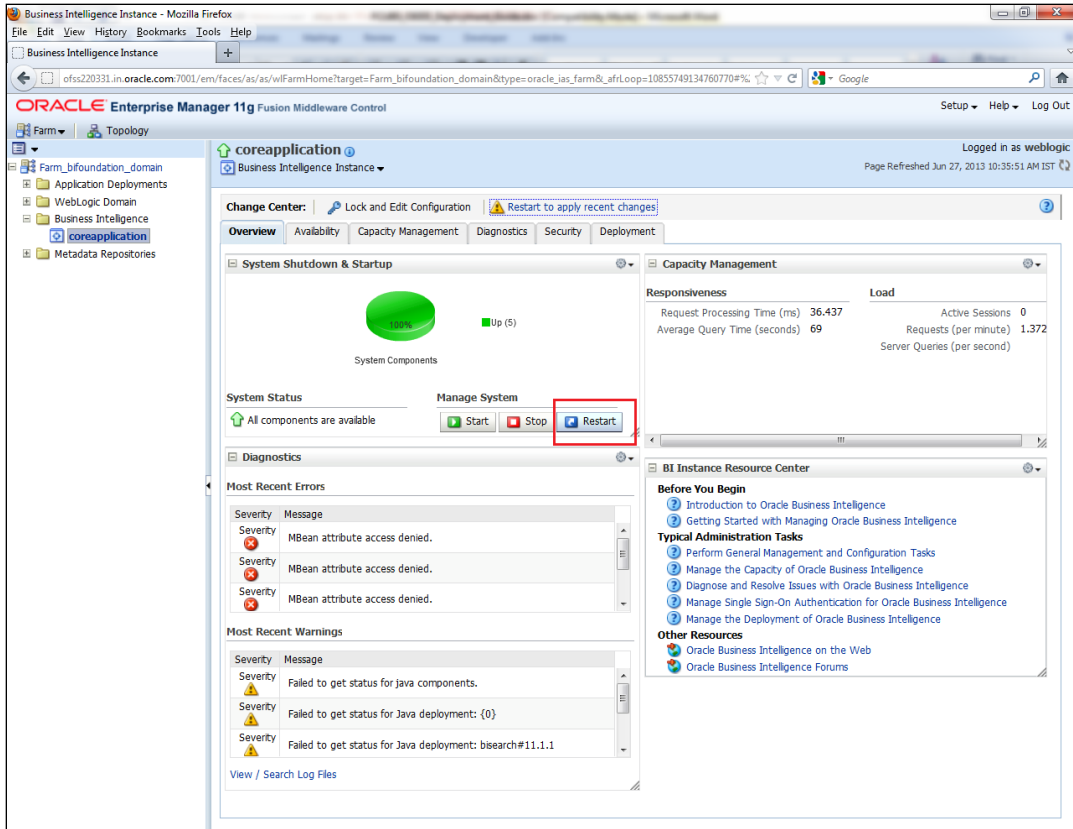 Business Intelligence Instance - Mozilla Firefox
File Edit View History Bookmarks Tools Help
Business Intelligence Instance +
ofss220331.in.oracle.com:7001/em/faces/as/as/wlFarmHome?target=Farm_bifoundation_domain&type=oracle_ias_farm&_afrLoop=10855749134760770#%
Google
ORACLE Enterprise Manager 11g Fusion Middleware Control
Setup Help Log Out
Farm Topology
coreapplication
Logged in as weblogic
Business Intelligence Instance
Page Refreshed Jun 27, 2013 10:35:51 AM IST
Farm_bifoundation_domain
Application Deployments
WebLogic Domain
Business Intelligence
coreapplication
Metadata Repositories
Change Center: Lock and Edit Configuration Restart to apply recent changes
Overview Availability Capacity Management Diagnostics Security Deployment
System Shutdown & Startup
100%
Up (5)
System Components
System Status
All components are available
Manage System
Start Stop Restart
Capacity Management
Responsiveness
Request Processing Time (ms) 36.437
Average Query Time (seconds) 69
Load
Active Sessions 0
Requests (per minute) 1.372
Server Queries (per second)
Diagnostics
Most Recent Errors
Severity Message
Severity
MBean attribute access denied.
Severity
MBean attribute access denied.
Severity
MBean attribute access denied.
Most Recent Warnings
Severity Message
Severity
Failed to get status for java components.
Severity
Failed to get status for Java deployment: {0}
Severity
Failed to get status for Java deployment: bisearch#11.1.1
View / Search Log Files
BI Instance Resource Center
Before You Begin
Introduction to Oracle Business Intelligence
Getting Started with Managing Oracle Business Intelligence
Typical Administration Tasks
Perform General Management and Configuration Tasks
Manage the Capacity of Oracle Business Intelligence
Diagnose and Resolve Issues with Oracle Business Intelligence
Manage Single Sign-On Authentication for Oracle Business Intelligence
Manage the Deployment of Oracle Business Intelligence
Other Resources
Oracle Business Intelligence on the Web
Oracle Business Intelligence Forums